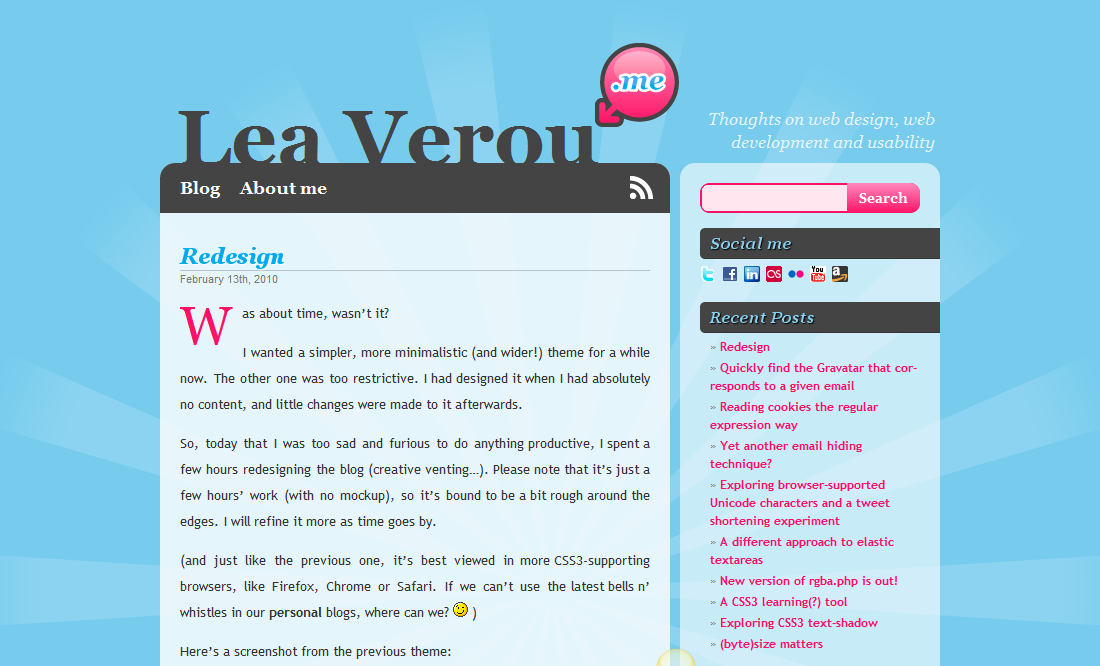 .me
Lea Verou
Thoughts on web design, web
development and usability
Blog About me
Redesign
February 13th, 2010
Was about time, wasn't it?
I wanted a simpler, more minimalistic (and wider!) theme for a while
now. The other one was too restrictive. I had designed it when I had absolutely
no content, and little changes were made to it afterwards.
So, today that I was too sad and furious to do anything productive, I spent a
few hours redesigning the blog (creative venting…). Please note that it's just a
few hours' work (with no mockup), so it's bound to be a bit rough around the
edges. I will refine it more as time goes by.
(and just like the previous one, it's best viewed in more CSS3-supporting
browsers, like Firefox, Chrome or Safari. If we can't use the latest bells n'
whistles in our personal blogs, where can we? )
Here's a screenshot from the previous theme:
Search
Social me
t f in os You Tube a
Recent Posts
» Redesign
» Quickly find the Gravatar that cor-
responds to a given email
» Reading cookies the regular
expression way
» Yet another email hiding
technique?
» Exploring browser-supported
Unicode characters and a tweet
shortening experiment
» A different approach to elastic
textareas
» New version of rgba.php is out!
» A CSS3 learning(?) tool
» Exploring CSS3 text-shadow
» (byte)size matters